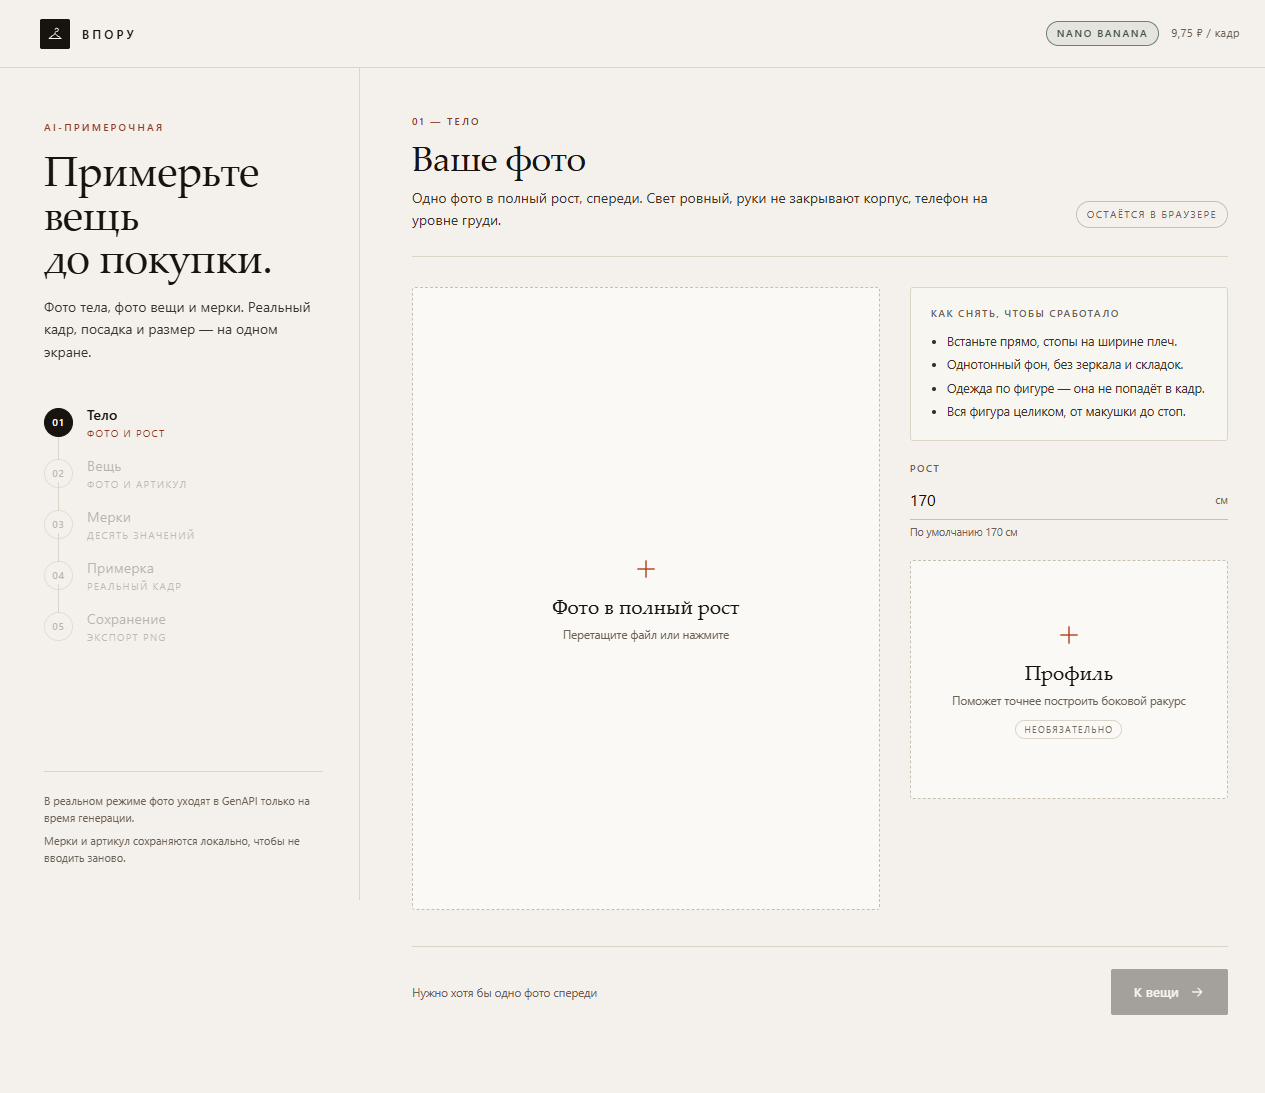 ВПОРУ
NANO BANANA
9,75 ₽ / кадр
AI-ПРИМЕРОЧНАЯ
Примерьте
вещь
до покупки.
Фото тела, фото вещи и мерки. Реальный
кадр, посадка и размер — на одном
экране.
01
Тело
ФОТО И РОСТ
02
Вещь
ФОТО И АРТИКУЛ
03
Мерки
ДЕСЯТЬ ЗНАЧЕНИЙ
04
Примерка
РЕАЛЬНЫЙ КАДР
05
Сохранение
ЭКСПОРТ PNG
В реальном режиме фото уходят в GenAPI только на
время генерации.
Мерки и артикул сохраняются локально, чтобы не
вводить заново.
01 — ТЕЛО
Ваше фото
Одно фото в полный рост, спереди. Свет ровный, руки не закрывают корпус, телефон на
уровне груди.
ОСТАЁТСЯ В БРАУЗЕРЕ
Фото в полный рост
Перетащите файл или нажмите
КАК СНЯТЬ, ЧТОБЫ СРАБОТАЛО
• Встаньте прямо, стопы на ширине плеч.
• Однотонный фон, без зеркала и складок.
• Одежда по фигуре — она не попадёт в кадр.
• Вся фигура целиком, от макушки до стоп.
РОСТ
170 см
По умолчанию 170 см
Профиль
Поможет точнее построить боковой ракурс
НЕОБЯЗАТЕЛЬНО
Нужно хотя бы одно фото спереди
К вещи →